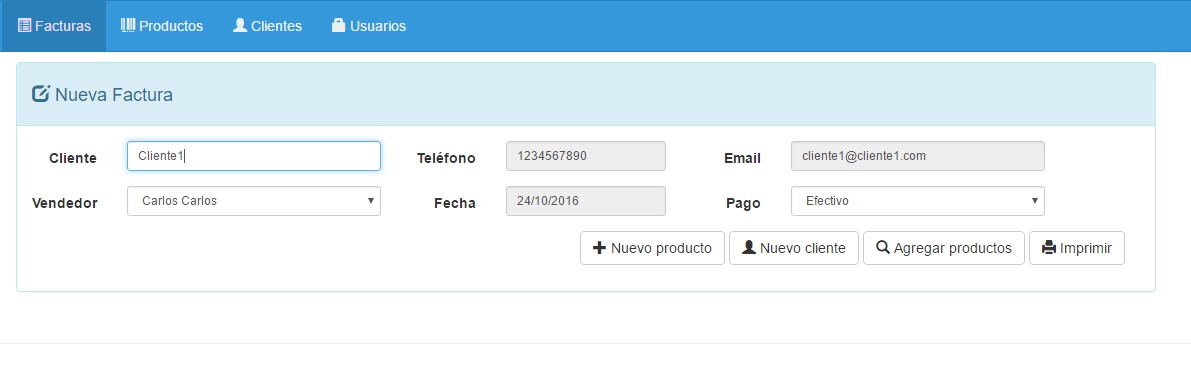 Facturas Productos Clientes Usuarios
Nueva Factura
Cliente Cliente1 Teléfono 1234567890 Email cliente1@cliente1.com
Vendedor Carlos Carlos Fecha 24/10/2016 Pago Efectivo
Nuevo producto Nuevo cliente Agregar productos Imprimir